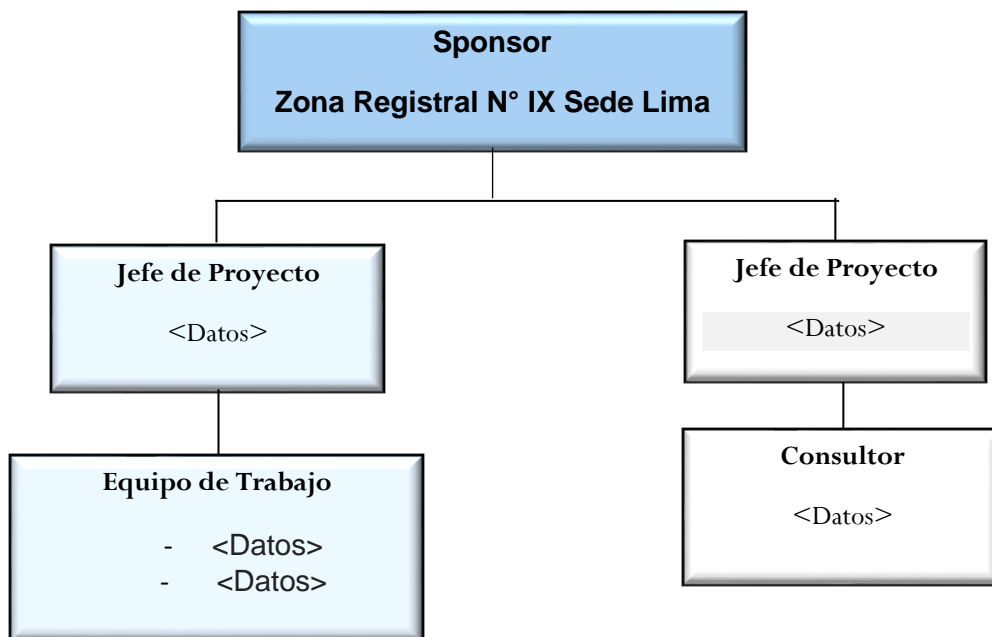 Sponsor
Zona Registral N° IX Sede Lima
Jefe de Proyecto
<Datos>
Jefe de Proyecto
<Datos>
Equipo de Trabajo
- <Datos>
- <Datos>
Consultor
<Datos>